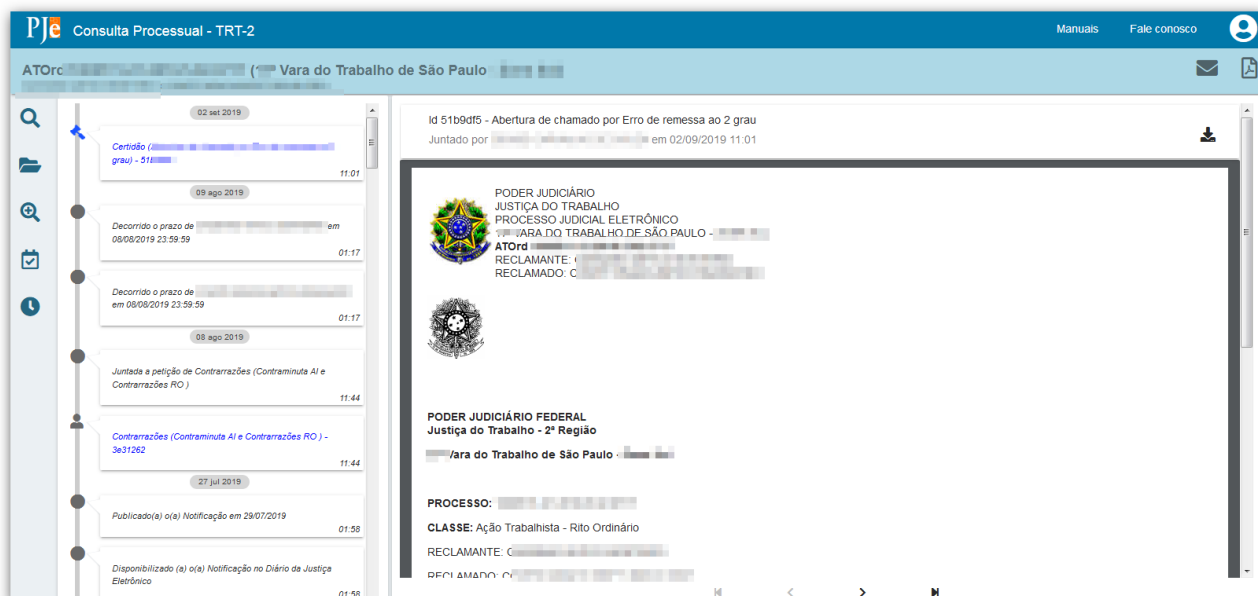 PJe Consulta Processual - TRT-2
Manuais
Fale conosco
ATOrd
Vara do Trabalho de São Paulo
02 set 2019
Certidão
grau) -
11:01
09 ago 2019
Decorrido o prazo de
em
08/08/2019 23:59:59
01:17
Decorrido o prazo de
em 08/08/2019 23:59:59
01:17
08 ago 2019
Juntada a petição de Contrarrazões (Contraminuta AI e
Contrarrazões RO )
11:44
Contrarrazões (Contraminuta AI e Contrarrazões RO ) -
3e31262
11:44
27 jul 2019
Publicado(a) o(a) Notificação em 29/07/2019
01:58
Disponibilizado (a) o(a) Notificação no Diário da Justiça
Eletrônico
01:58
Id 51b9df5 - Abertura de chamado por Erro de remessa ao 2 grau
Juntado por
em 02/09/2019 11:01
PODER JUDICIÁRIO
JUSTIÇA DO TRABALHO
PROCESSO JUDICIAL ELETRÔNICO
VARA DO TRABALHO DE SÃO PAULO -
ATOrd
RECLAMANTE:
RECLAMADO:
PODER JUDICIÁRIO FEDERAL
Justiça do Trabalho - 2ª Região
Vara do Trabalho de São Paulo -
PROCESSO:
CLASSE: Ação Trabalhista - Rito Ordinário
RECLAMANTE:
RECLAMADO: